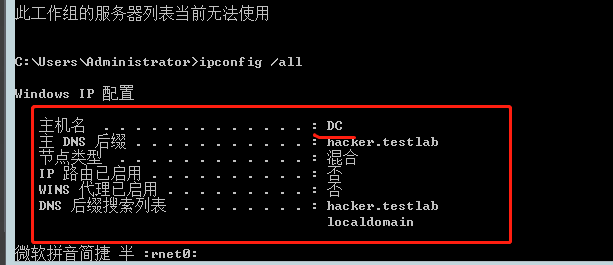 此工作组的服务器列表当前无法使用
C:\Users\Administrator>ipconfig /all
Windows IP 配置
主机名 . . . . . . . . . . . . . : DC
主 DNS 后缀 . . . . . . . . . . . : hacker.testlab
节点类型 . . . . . . . . . . . . : 混合
IP 路由已启用 . . . . . . . . . . : 否
WINS 代理已启用 . . . . . . . . . : 否
DNS 后缀搜索列表 . . . . . . . . : hacker.testlab
localdomain
微软拼音简捷 半 :rnet0: